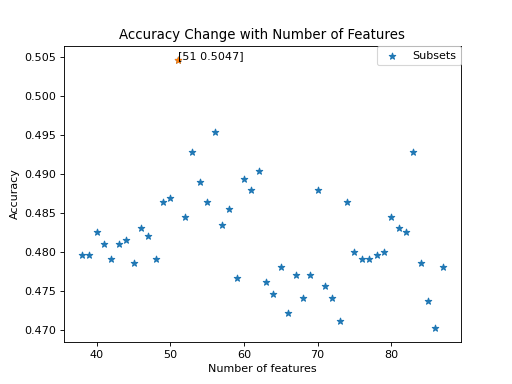 Accuracy Change with Number of Features
[51 0.5047]
Subsets
0.505
0.500
0.495
0.490
0.485
0.480
0.475
0.470
Accuracy
40 50 60 70 80
Number of features